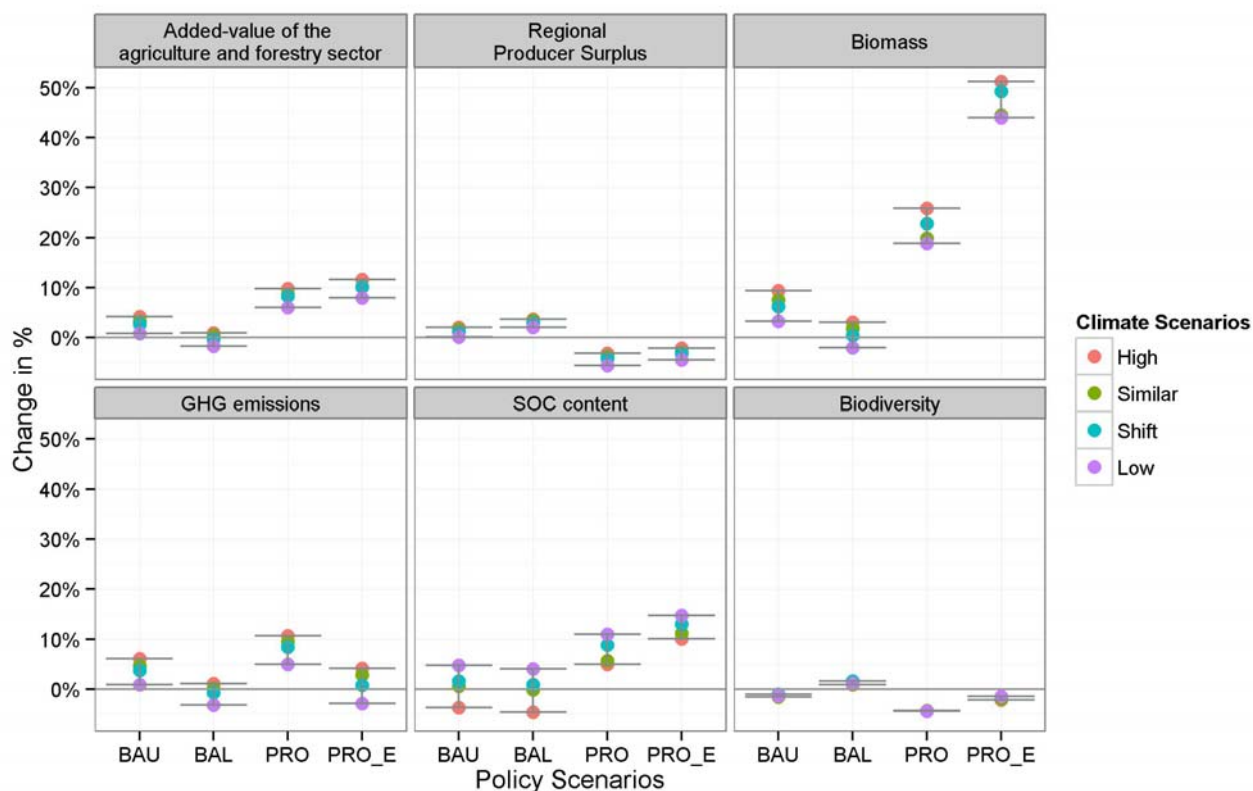 Added-value of the
agriculture and forestry sector
Regional
Producer Surplus
Biomass
50%
40%
30%
20%
10%
0%
GHG emissions
SOC content
Biodiversity
50%
40%
30%
20%
10%
0%
Change in %
BAU BAL PRO PRO_E
BAU BAL PRO PRO_E
BAU BAL PRO PRO_E
Policy Scenarios
Climate Scenarios
High
Similar
Shift
Low